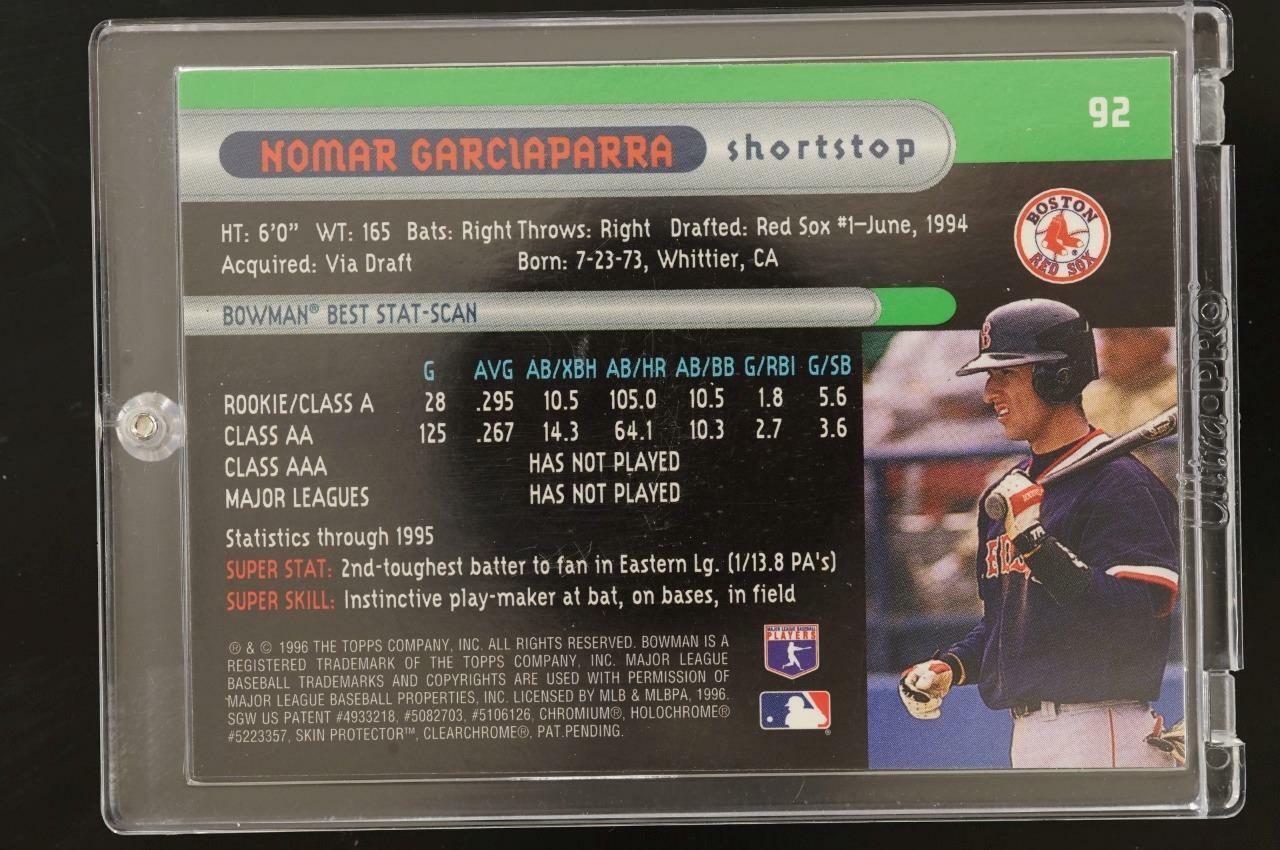 92
NOMAR GARCIAPARRA shortstop
BOSTON
RED SOX
HT: 6'0" WT: 165 Bats: Right Throws: Right Drafted: Red Sox #1–June, 1994
Acquired: Via Draft Born: 7-23-73, Whittier, CA
BOWMAN® BEST STAT-SCAN
G AVG AB/XBH AB/HR AB/BB G/RBI G/SB
ROOKIE/CLASS A 28 .295 10.5 105.0 10.5 1.8 5.6
CLASS AA 125 .267 14.3 64.1 10.3 2.7 3.6
CLASS AAA HAS NOT PLAYED
MAJOR LEAGUES HAS NOT PLAYED
Statistics through 1995
SUPER STAT: 2nd-toughest batter to fan in Eastern Lg. (1/13.8 PA's)
SUPER SKILL: Instinctive play-maker at bat, on bases, in field
® & © 1996 THE TOPPS COMPANY, INC. ALL RIGHTS RESERVED. BOWMAN IS A
REGISTERED TRADEMARK OF THE TOPPS COMPANY, INC. MAJOR LEAGUE
BASEBALL TRADEMARKS AND COPYRIGHTS ARE USED WITH PERMISSION OF
MAJOR LEAGUE BASEBALL PROPERTIES, INC. LICENSED BY MLB & MLBPA, 1996.
SGW US PATENT #4933218, #5082703, #5106126, CHROMIUM®, HOLOCHROME®
#5223357, SKIN PROTECTOR™, CLEARCHROME®, PAT.PENDING.
MAJOR LEAGUE BASEBALL
PLAYERS
B
Ultra•PRO®